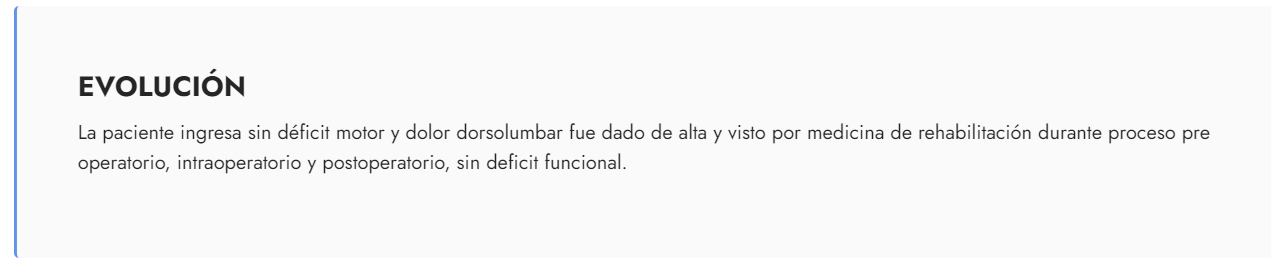 EVOLUCIÓN
La paciente ingresa sin déficit motor y dolor dorsolumbar fue dado de alta y visto por medicina de rehabilitación durante proceso pre
operatorio, intraoperatorio y postoperatorio, sin deficit funcional.